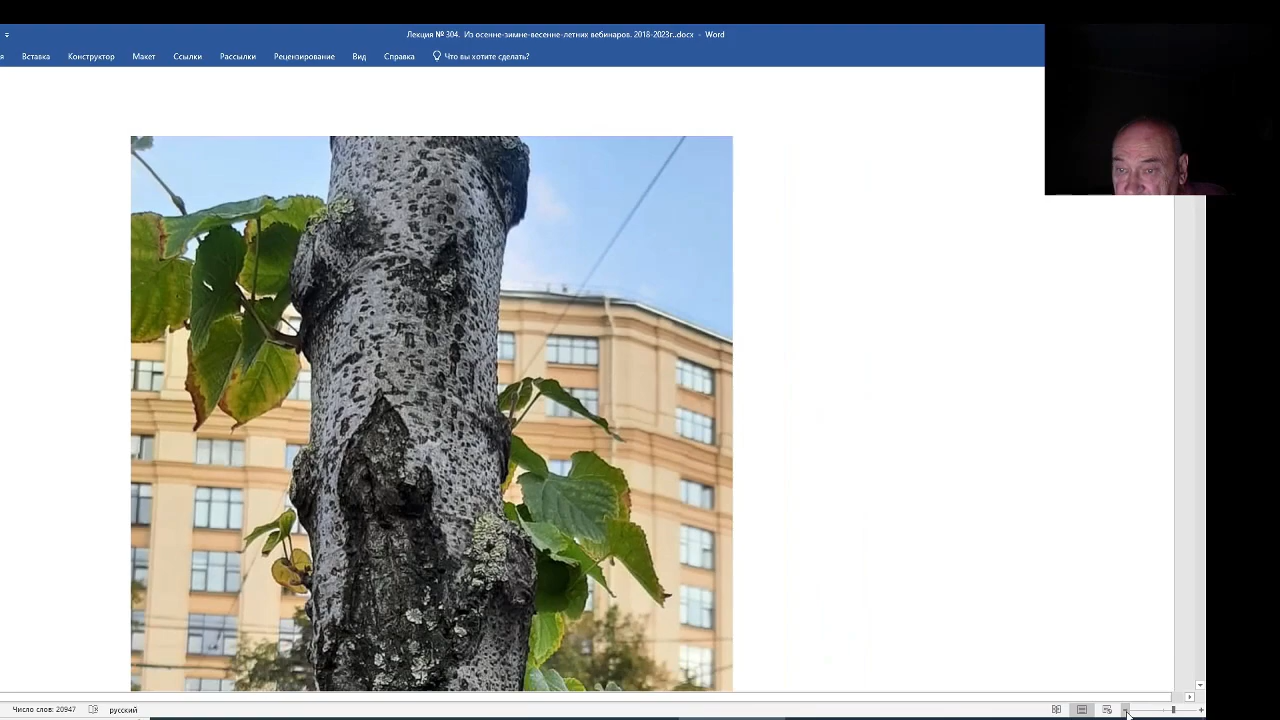 Лекция № 304. Из осенне-зимне-весенне-летних вебинаров. 2018-2023г..docx - Word
я Вставка Конструктор Макет Ссылки Рассылки Рецензирование Вид Справка Что вы хотите сделать?
Число слов: 20947 русский